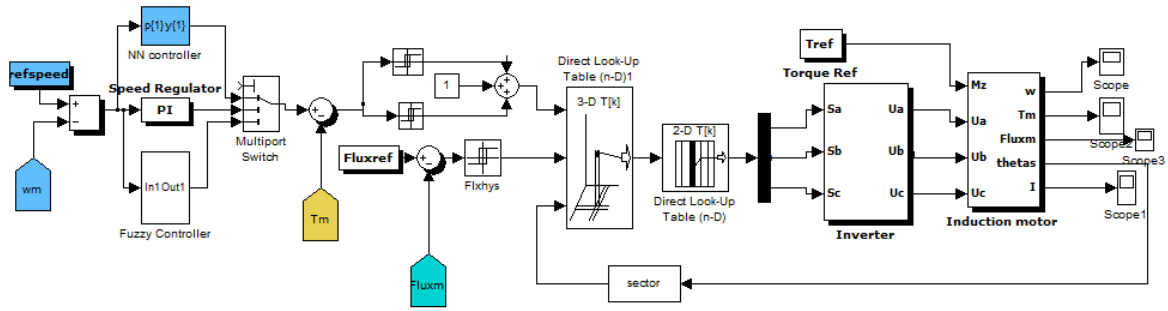 p{1}y{1}
NN controller
refspeed
+
−
Speed Regulator
PI
Multiport
Switch
In1Out1
Fuzzy Controller
wm
+
−
Tm
1
+
+
+
Fluxref
+
−
Flxhys
Fluxm
Direct Look-Up
Table (n-D)1
3-D T[k]
2-D T[k]
Direct Look-Up
Table (n-D)
Sa
Sb
Sc
Ua
Ub
Uc
Inverter
Tref
Torque Ref
Mz
Ua
Ub
Uc
w
Tm
Fluxm
thetas
I
Induction motor
Scope
Scope2
Scope3
Scope1
sector